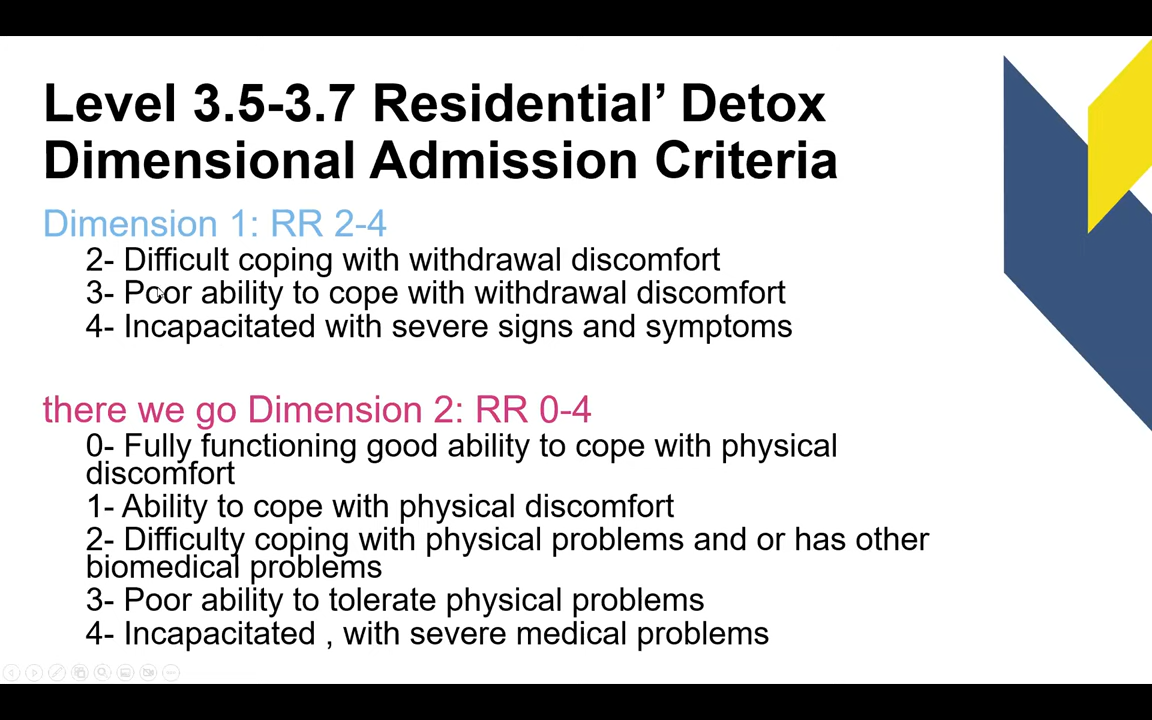 Level 3.5-3.7 Residential’ Detox
Dimensional Admission Criteria
Dimension 1: RR 2-4
2- Difficult coping with withdrawal discomfort
3- Poor ability to cope with withdrawal discomfort
4- Incapacitated with severe signs and symptoms
there we go Dimension 2: RR 0-4
0- Fully functioning good ability to cope with physical
discomfort
1- Ability to cope with physical discomfort
2- Difficulty coping with physical problems and or has other
biomedical problems
3- Poor ability to tolerate physical problems
4- Incapacitated , with severe medical problems